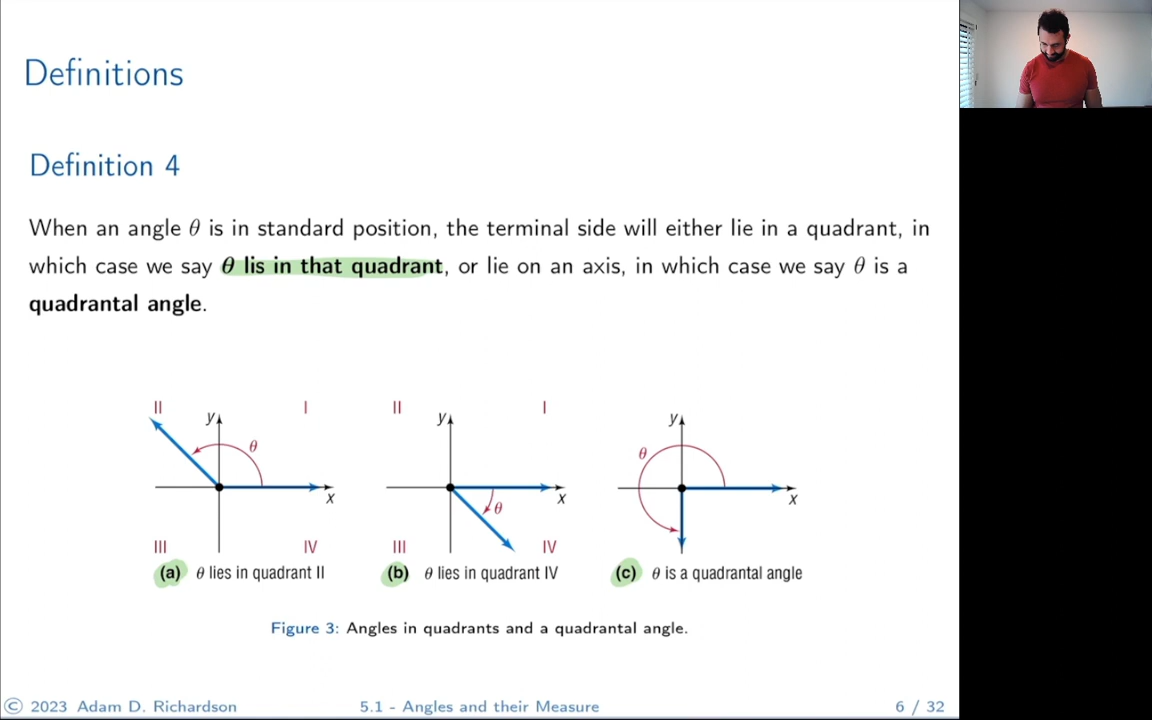 Definitions
Definition 4
When an angle θ is in standard position, the terminal side will either lie in a quadrant, in
which case we say θ lis in that quadrant, or lie on an axis, in which case we say θ is a
quadrantal angle.
II I y θ x III IV
II I y θ x III IV
y θ x
(a) θ lies in quadrant II
(b) θ lies in quadrant IV
(c) θ is a quadrantal angle
Figure 3: Angles in quadrants and a quadrantal angle.
© 2023 Adam D. Richardson
5.1 - Angles and their Measure
6 / 32